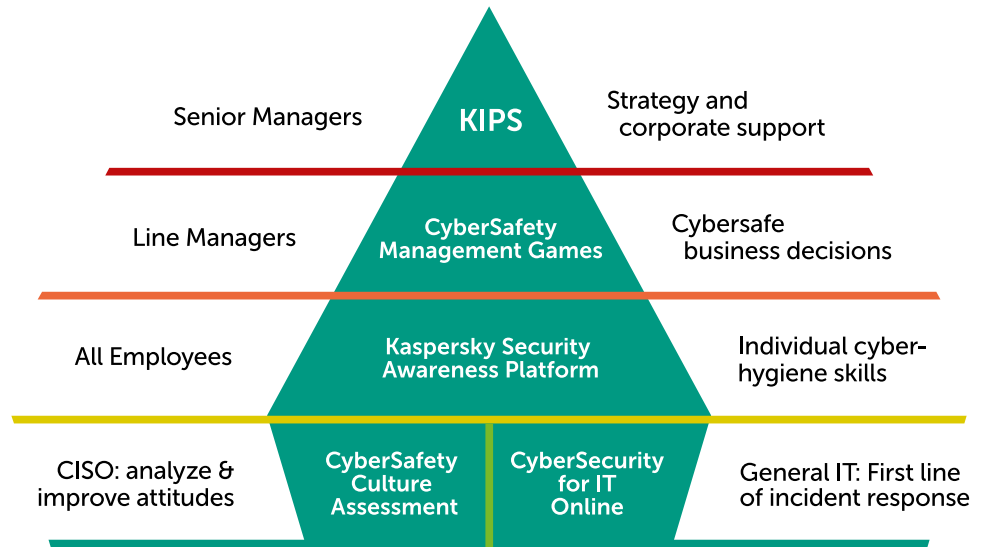 Senior Managers
KIPS
Strategy and
corporate support
Line Managers
CyberSafety
Management Games
Cybersafe
business decisions
All Employees
Kaspersky Security
Awareness Platform
Individual cyber-
hygiene skills
CISO: analyze &
improve attitudes
CyberSafety
Culture
Assessment
CyberSecurity
for IT
Online
General IT: First line
of incident response